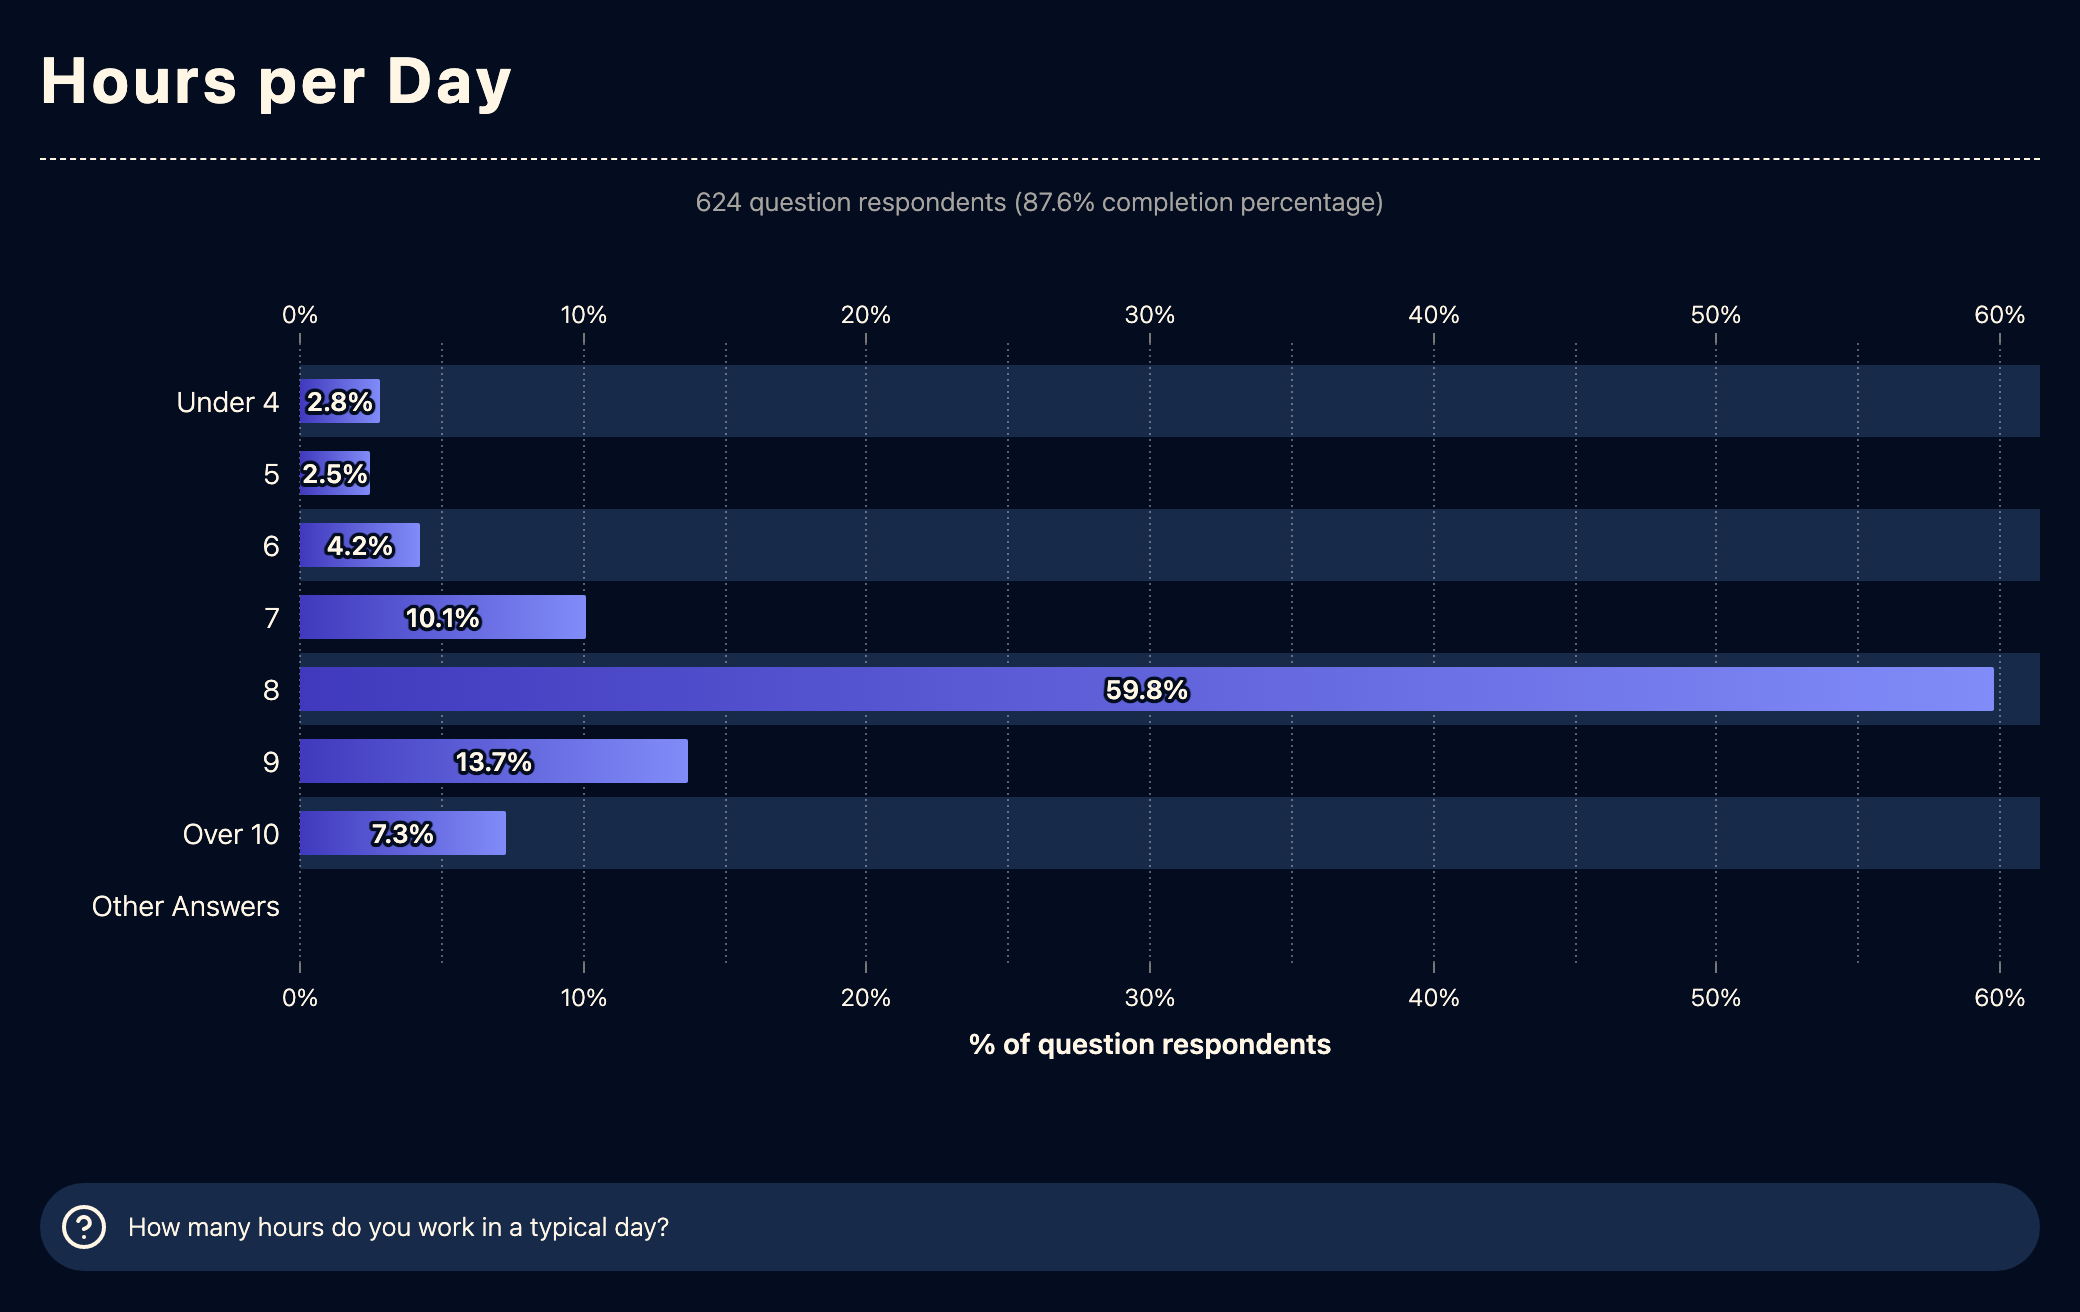 Hours per Day
624 question respondents (87.6% completion percentage)
0% 10% 20% 30% 40% 50% 60%
Under 4 2.8%
5 2.5%
6 4.2%
7 10.1%
8 59.8%
9 13.7%
Over 10 7.3%
Other Answers
0% 10% 20% 30% 40% 50% 60%
% of question respondents
How many hours do you work in a typical day?